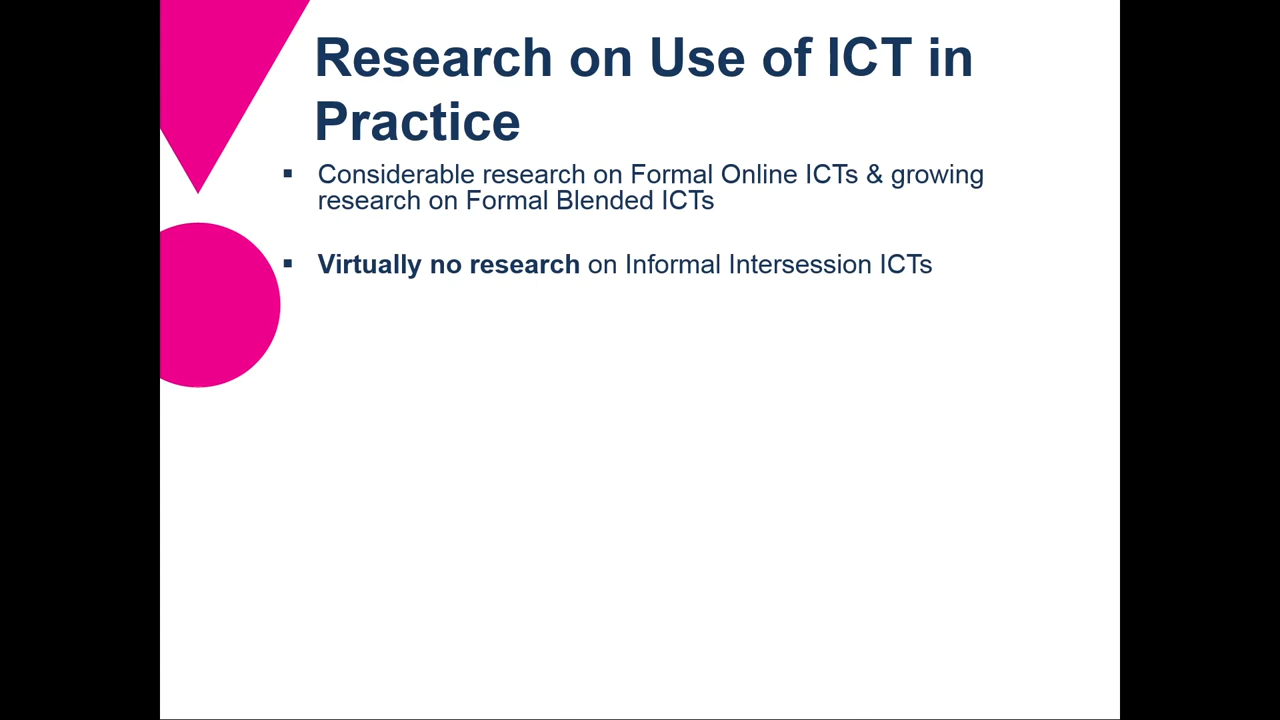 Research on Use of ICT in
Practice
▪ Considerable research on Formal Online ICTs & growing
research on Formal Blended ICTs
▪ Virtually no research on Informal Intersession ICTs